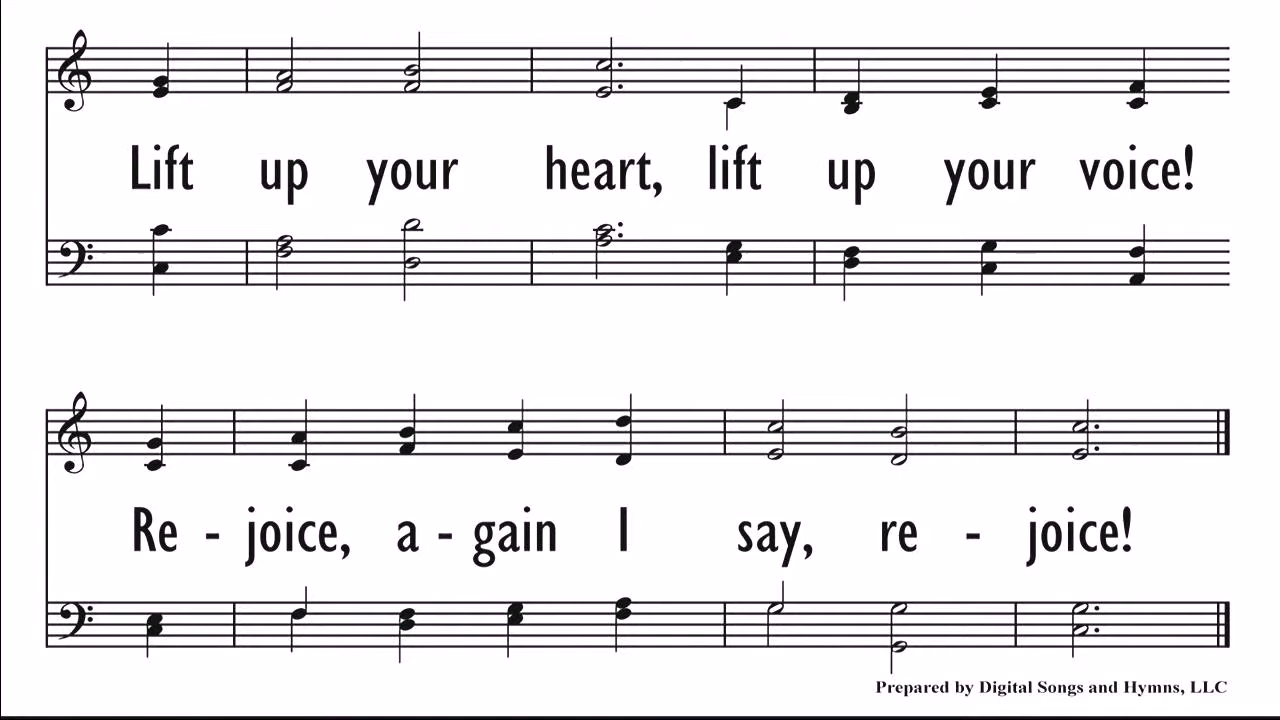 Lift up your heart, lift up your voice!
Re - joice, a - gain I say, re - joice!
Prepared by Digital Songs and Hymns, LLC